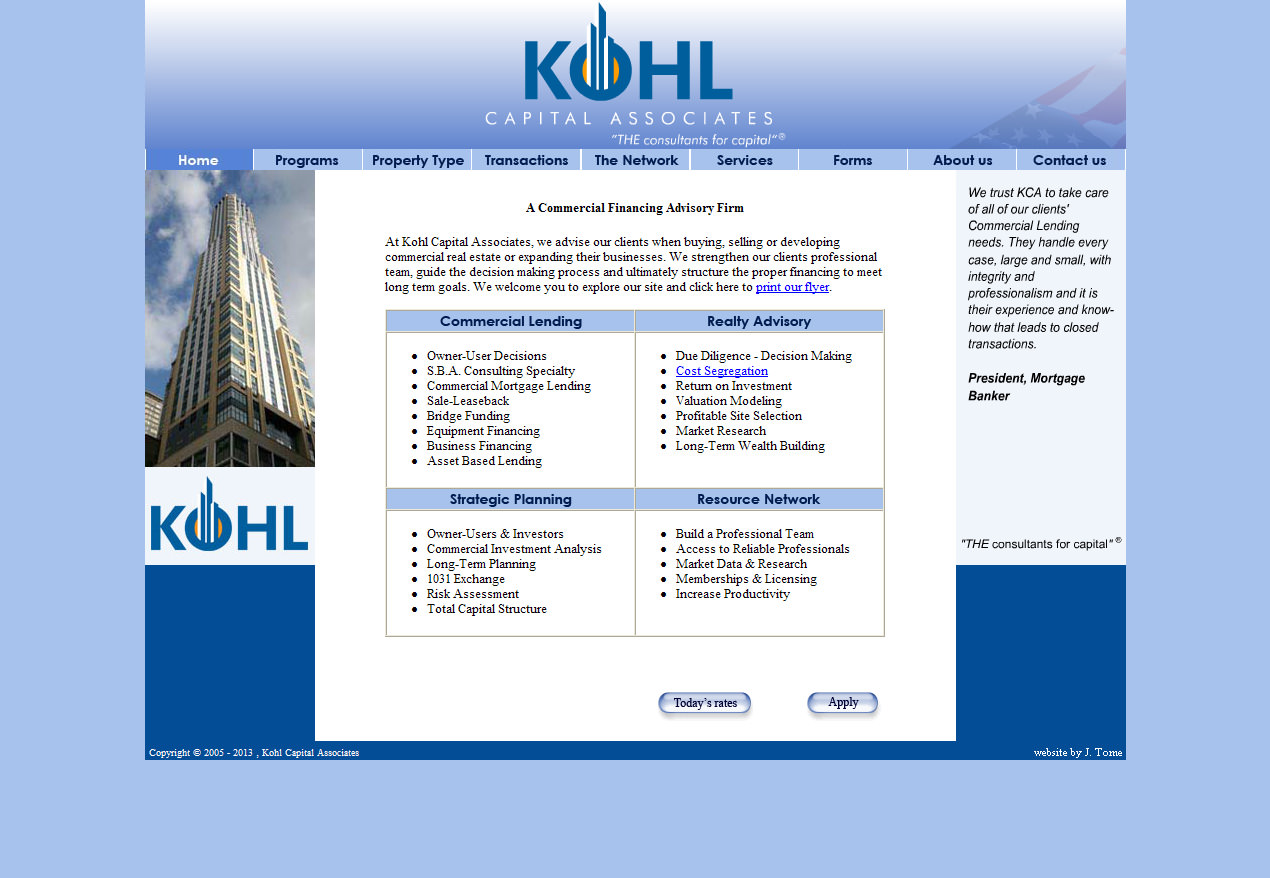 KOHL
CAPITAL ASSOCIATES
"THE consultants for capital"®
Home Programs Property Type Transactions The Network Services Forms About us Contact us
A Commercial Financing Advisory Firm
At Kohl Capital Associates, we advise our clients when buying, selling or developing
commercial real estate or expanding their businesses. We strengthen our clients professional
team, guide the decision making process and ultimately structure the proper financing to meet
long term goals. We welcome you to explore our site and click here to print our flyer.
Commercial Lending
• Owner-User Decisions
• S.B.A. Consulting Specialty
• Commercial Mortgage Lending
• Sale-Leaseback
• Bridge Funding
• Equipment Financing
• Business Financing
• Asset Based Lending
Realty Advisory
• Due Diligence - Decision Making
• Cost Segregation
• Return on Investment
• Valuation Modeling
• Profitable Site Selection
• Market Research
• Long-Term Wealth Building
Strategic Planning
• Owner-Users & Investors
• Commercial Investment Analysis
• Long-Term Planning
• 1031 Exchange
• Risk Assessment
• Total Capital Structure
Resource Network
• Build a Professional Team
• Access to Reliable Professionals
• Market Data & Research
• Memberships & Licensing
• Increase Productivity
Today's rates
Apply
We trust KCA to take care
of all of our clients'
Commercial Lending
needs. They handle every
case, large and small, with
integrity and
professionalism and it is
their experience and know-
how that leads to closed
transactions.
President, Mortgage
Banker
KOHL
"THE consultants for capital" ®
Copyright © 2005 - 2013 , Kohl Capital Associates
website by J. Tome